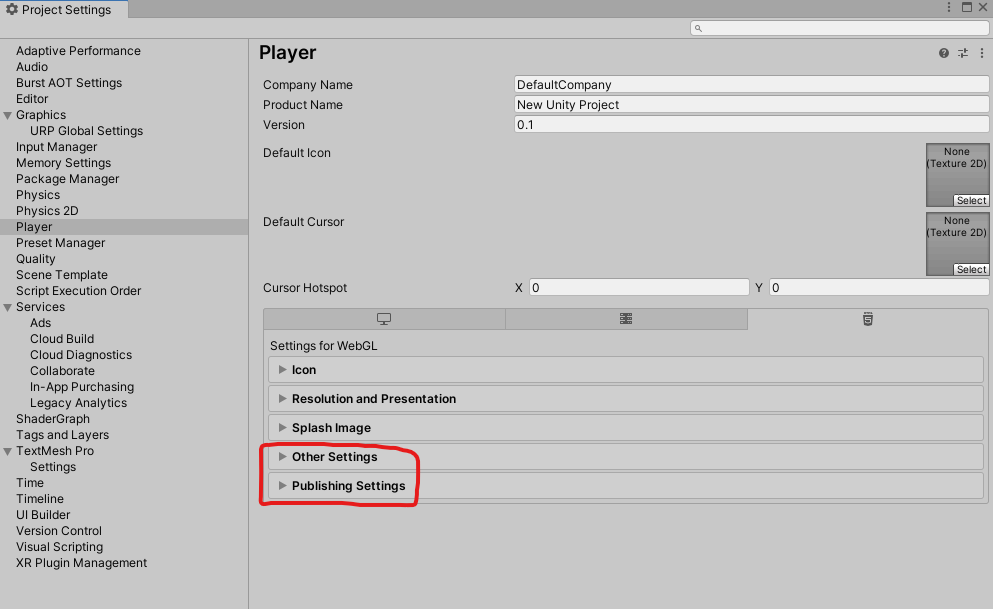 Project Settings
Adaptive Performance
Audio
Burst AOT Settings
Editor
Graphics
URP Global Settings
Input Manager
Memory Settings
Package Manager
Physics
Physics 2D
Player
Preset Manager
Quality
Scene Template
Script Execution Order
Services
Ads
Cloud Build
Cloud Diagnostics
Collaborate
In-App Purchasing
Legacy Analytics
ShaderGraph
Tags and Layers
TextMesh Pro
Settings
Time
Timeline
UI Builder
Version Control
Visual Scripting
XR Plugin Management
Player
Company Name DefaultCompany
Product Name New Unity Project
Version 0.1
Default Icon
None
(Texture 2D)
Select
Default Cursor
None
(Texture 2D)
Select
Cursor Hotspot X 0 Y 0
Settings for WebGL
Icon
Resolution and Presentation
Splash Image
Other Settings
Publishing Settings